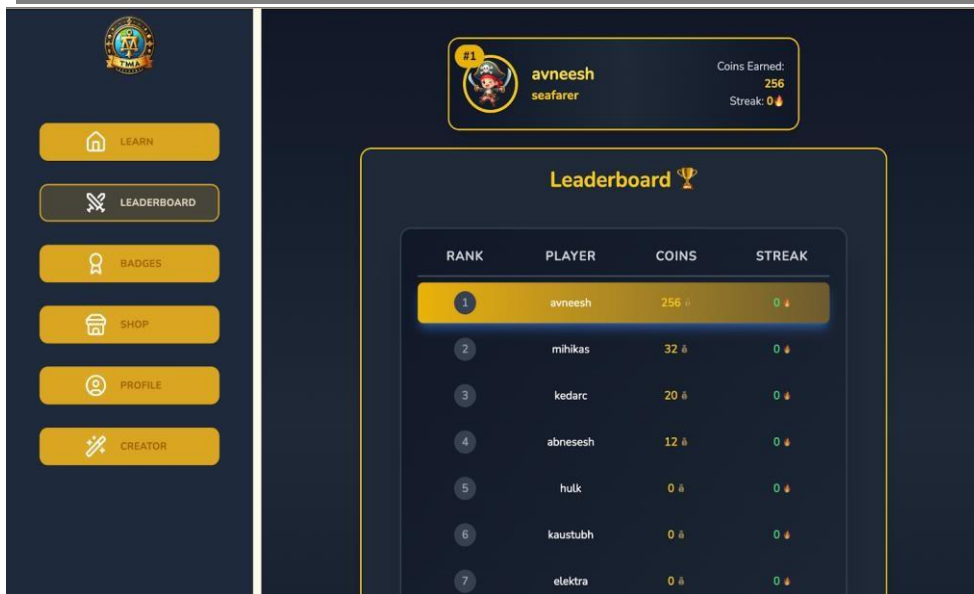 TMA
LEARN
LEADERBOARD
BADGES
SHOP
PROFILE
CREATOR
#1
avneesh
seafarer
Coins Earned:
256
Streak: 0🔥
Leaderboard 🏆
RANK PLAYER COINS STREAK
1 avneesh 256 0
2 mihikas 32 0
3 kedarc 20 0
4 abnesesh 12 0
5 hulk 0 0
6 kaustubh 0 0
7 elektra 0 0